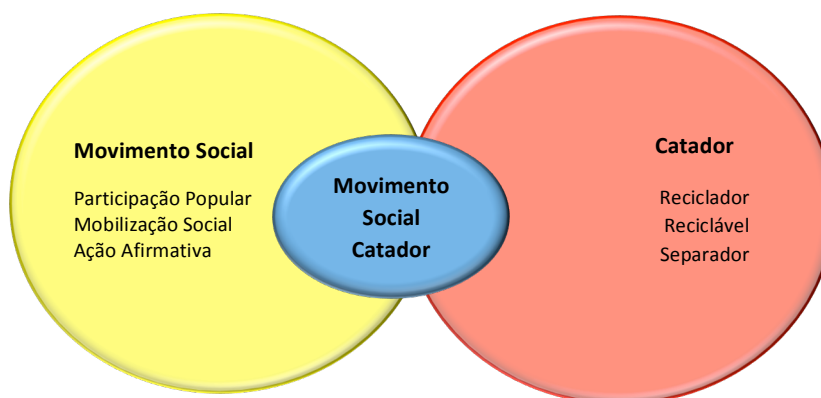 Movimento Social
Participação Popular
Mobilização Social
Ação Afirmativa
Movimento
Social
Catador
Catador
Reciclador
Reciclável
Separador